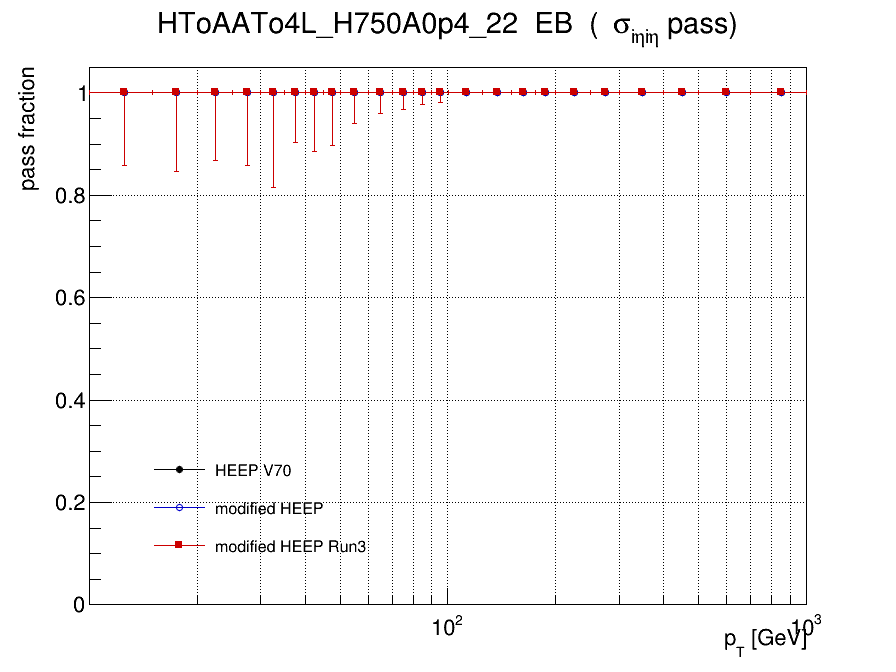 HToAATo4L_H750A0p4_22 EB ( σiηiη pass)
pass fraction
1
0.8
0.6
0.4
0.2
0
HEEP V70
modified HEEP
modified HEEP Run3
10²
10³
pT [GeV]